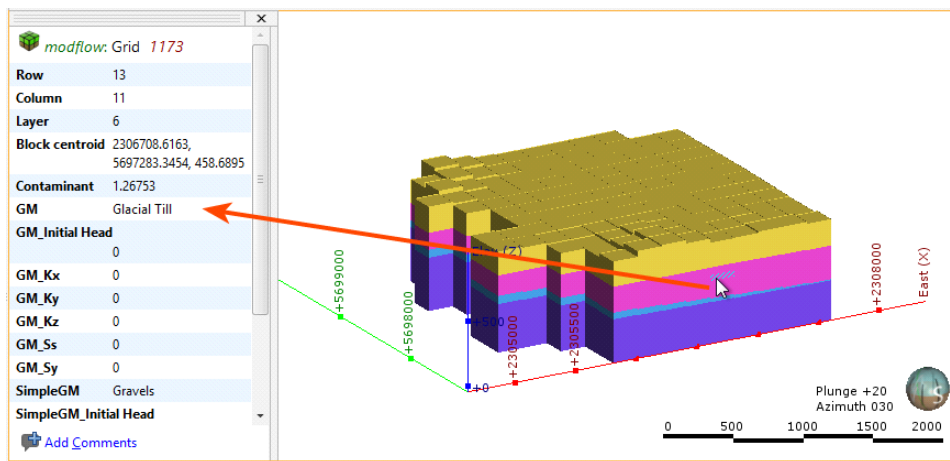 ×
modflow: Grid 1173
Row 13
Column 11
Layer 6
Block centroid 2306708.6163,
5697283.3454, 458.6895
Contaminant 1.26753
GM Glacial Till
GM_Initial Head
0
GM_Kx 0
GM_Ky 0
GM_Kz 0
GM_Ss 0
GM_Sy 0
SimpleGM Gravels
SimpleGM_Initial Head
Add Comments
(Z)
+5699000
+5698000
+500
+0
+2305000
+2305500
+2308000
East (X)
Plunge +20
Azimuth 030
S
0 500 1000 1500 2000